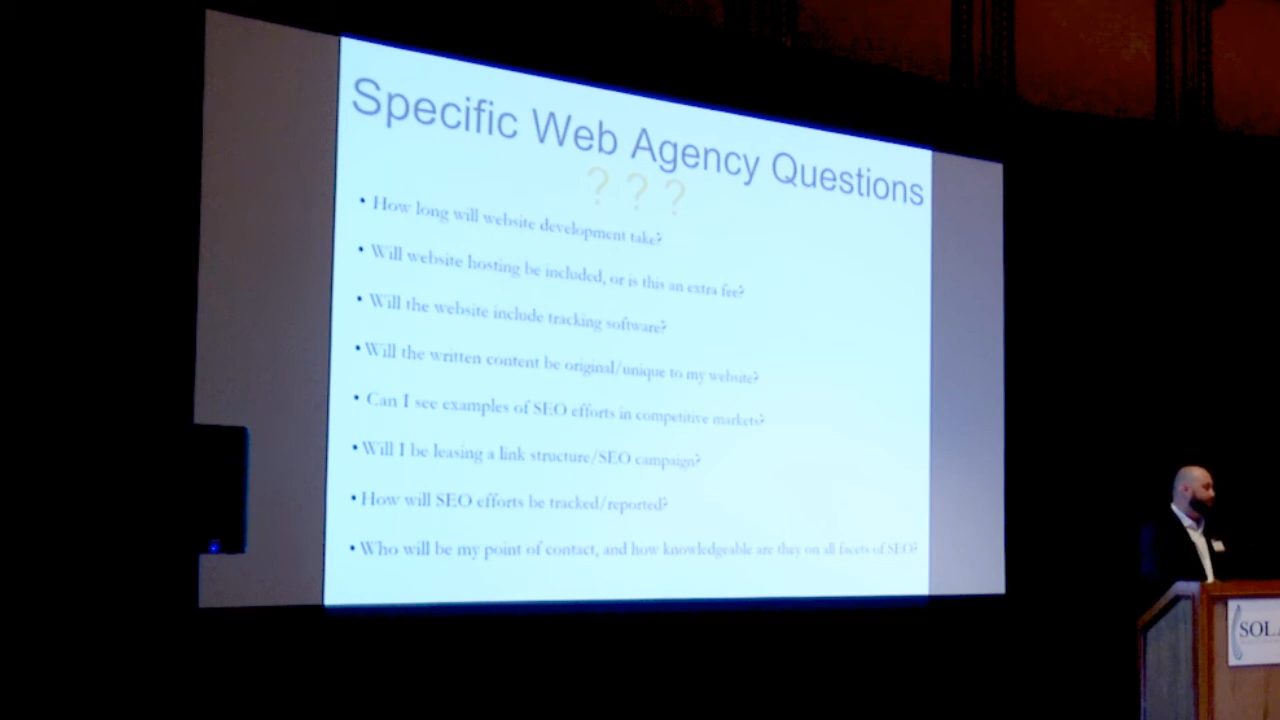 Specific Web Agency Questions
? ? ?
• How long will website development take?
• Will website hosting be included, or is this an extra fee?
• Will the website include tracking software?
• Will the written content be original/unique to my website?
• Can I see examples of SEO efforts in competitive markets?
• Will I be leasing a link structure/SEO campaign?
• How will SEO efforts be tracked/reported?
• Who will be my point of contact, and how knowledgeable are they on all facets of SEO?
SOL